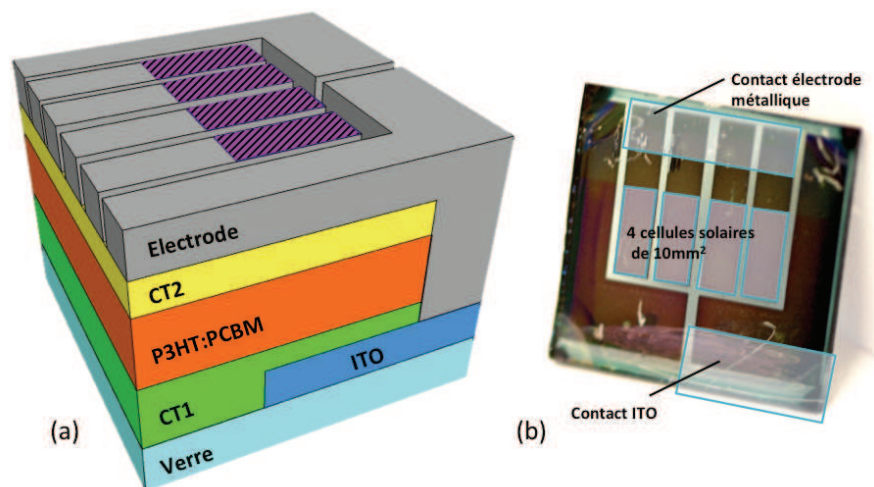 Electrode
CT2
P3HT:PCBM
ITO
CT1
Verre
(a)
Contact électrode
métallique
4 cellules solaires
de 10mm²
Contact ITO
(b)